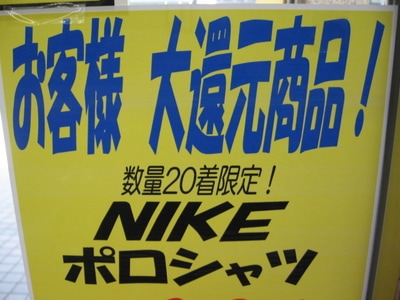 お客様 大還元商品!
数量20着限定!
NIKE
ポロシャツ